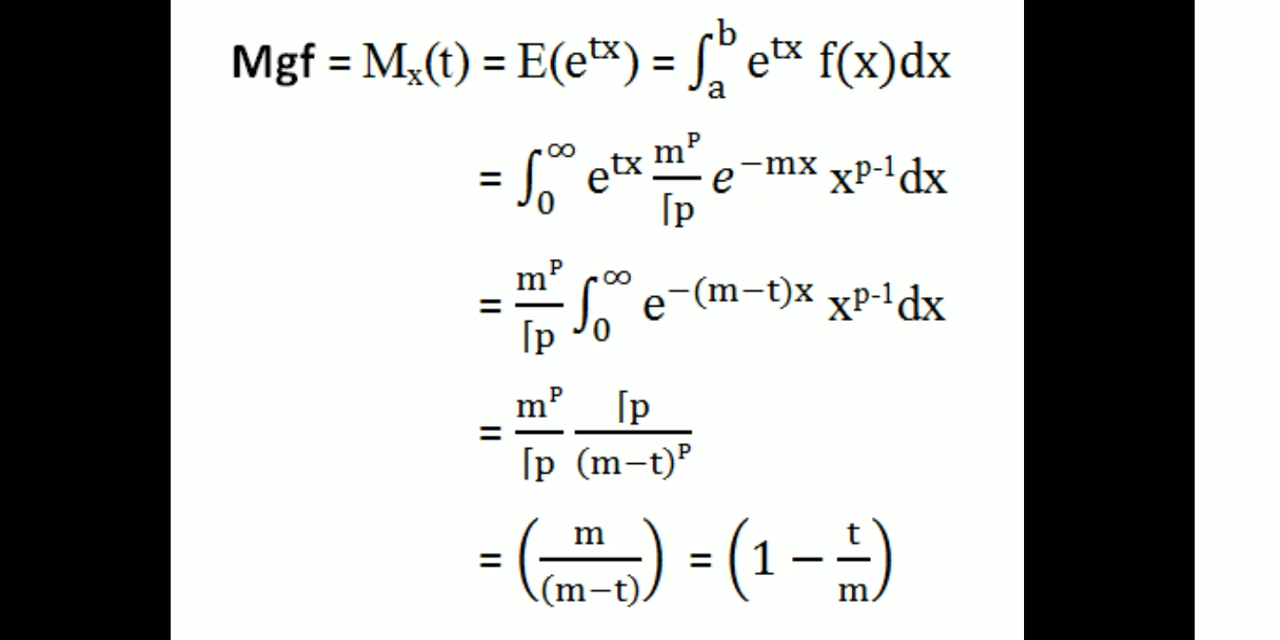 Mgf = Mₓ(t) = E(eᵗˣ) = ∫ₐᵇ eᵗˣ f(x)dx
= ∫₀^∞ eᵗˣ mᴾ/⌈p e⁻ᵐˣ xᵖ⁻¹dx
= mᴾ/⌈p ∫₀^∞ e^−(m−t)x xᵖ⁻¹dx
= mᴾ/⌈p ⌈p/(m−t)ᴾ
= (m/(m−t)) = (1 − t/m)